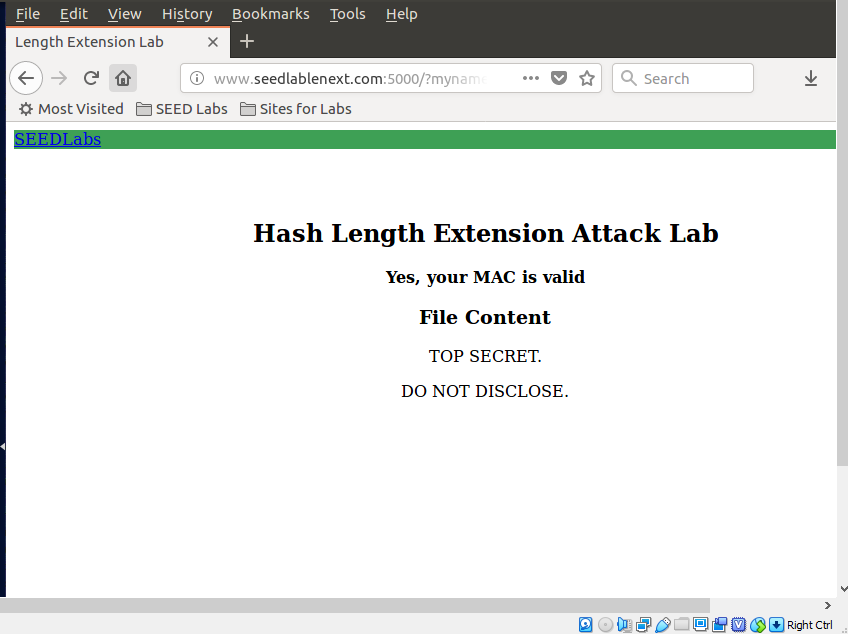 File Edit View History Bookmarks Tools Help
Length Extension Lab
www.seedlablenext.com:5000/?myname
Search
Most Visited SEED Labs Sites for Labs
SEEDLabs
Hash Length Extension Attack Lab
Yes, your MAC is valid
File Content
TOP SECRET.
DO NOT DISCLOSE.
Right Ctrl